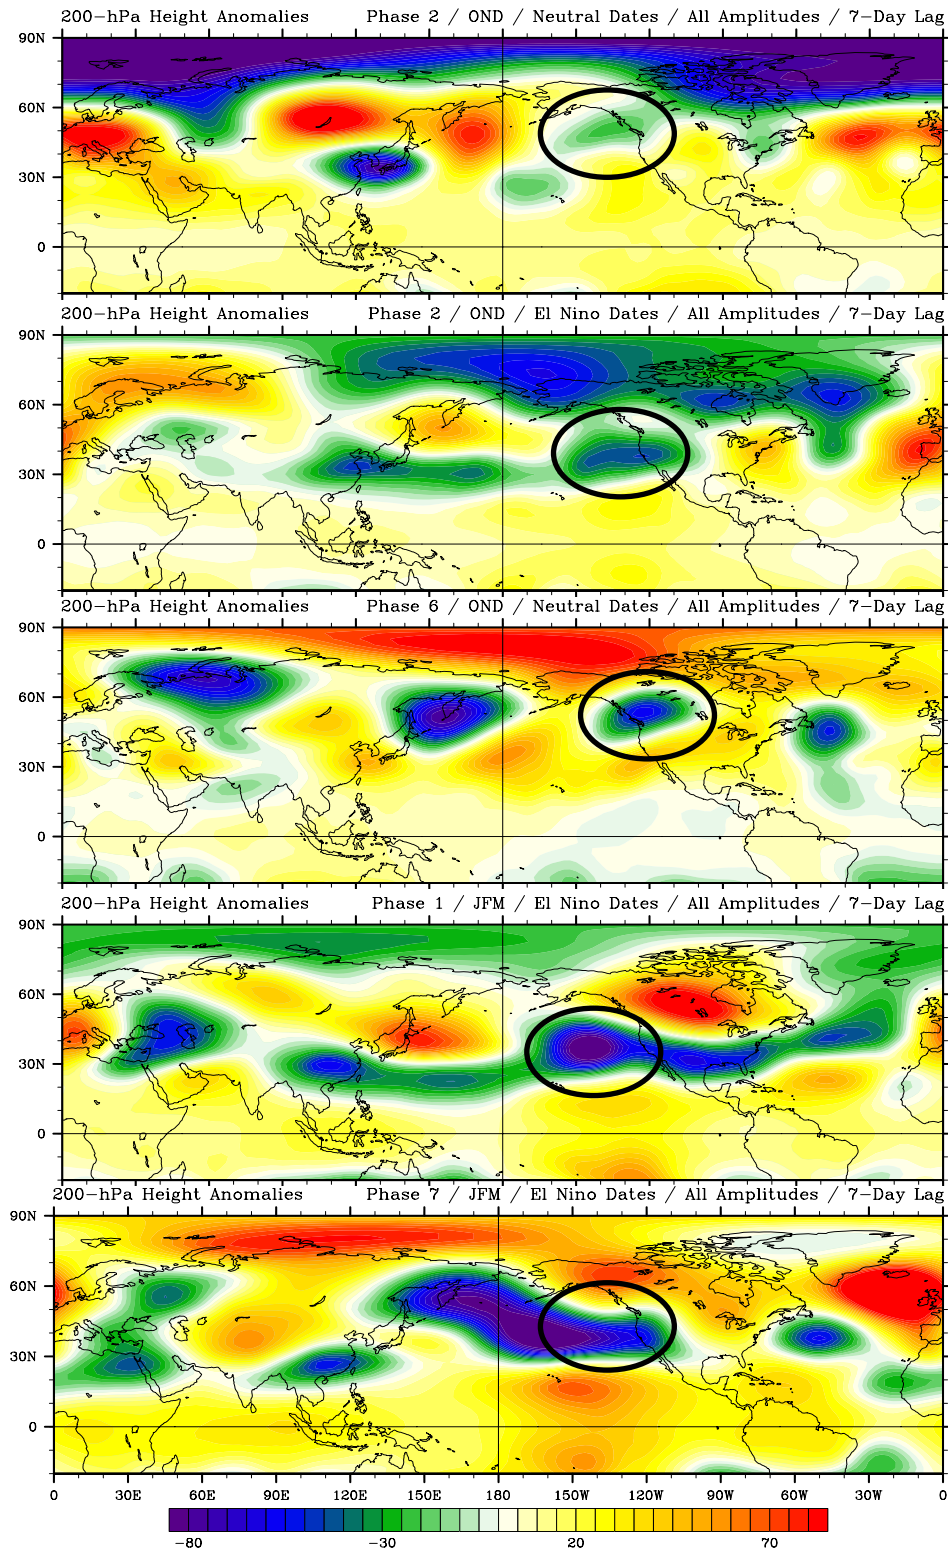 200-hPa Height Anomalies Phase 2 / OND / Neutral Dates / All Amplitudes / 7-Day Lag
90N
60N
30N
0
200-hPa Height Anomalies Phase 2 / OND / El Nino Dates / All Amplitudes / 7-Day Lag
90N
60N
30N
0
200-hPa Height Anomalies Phase 6 / OND / Neutral Dates / All Amplitudes / 7-Day Lag
90N
60N
30N
0
200-hPa Height Anomalies Phase 1 / JFM / El Nino Dates / All Amplitudes / 7-Day Lag
90N
60N
30N
0
200-hPa Height Anomalies Phase 7 / JFM / El Nino Dates / All Amplitudes / 7-Day Lag
90N
60N
30N
0
0 30E 60E 90E 120E 150E 180 150W 120W 90W 60W 30W 0
-80 -30 20 70